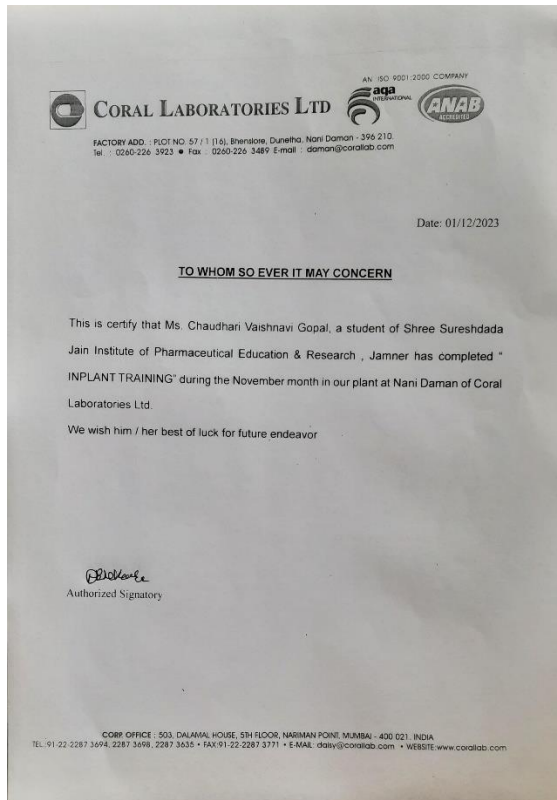 AN ISO 9001:2000 COMPANY
CORAL LABORATORIES LTD
aqa
INTERNATIONAL
ANAB
ACCREDITED
FACTORY ADD. : PLOT NO. 57 / 1 (16), Bhenslore, Dunetha, Nani Daman - 396 210.
Tel. : 0260-226 3923 ● Fax : 0260-226 3489 E-mail : daman@corallab.com
Date: 01/12/2023
TO WHOM SO EVER IT MAY CONCERN
This is certify that Ms. Chaudhari Vaishnavi Gopal, a student of Shree Sureshdada
Jain Institute of Pharmaceutical Education & Research , Jamner has completed “
INPLANT TRAINING” during the November month in our plant at Nani Daman of Coral
Laboratories Ltd.
We wish him / her best of luck for future endeavor
Authorized Signatory
CORP. OFFICE : 503, DALAMAL HOUSE, 5TH FLOOR, NARIMAN POINT, MUMBAI - 400 021. INDIA
TEL.:91-22-2287 3694, 2287 3698, 2287 3635 • FAX:91-22-2287 3771 • E-MAIL: daisy@corallab.com • WEBSITE:www.corallab.com